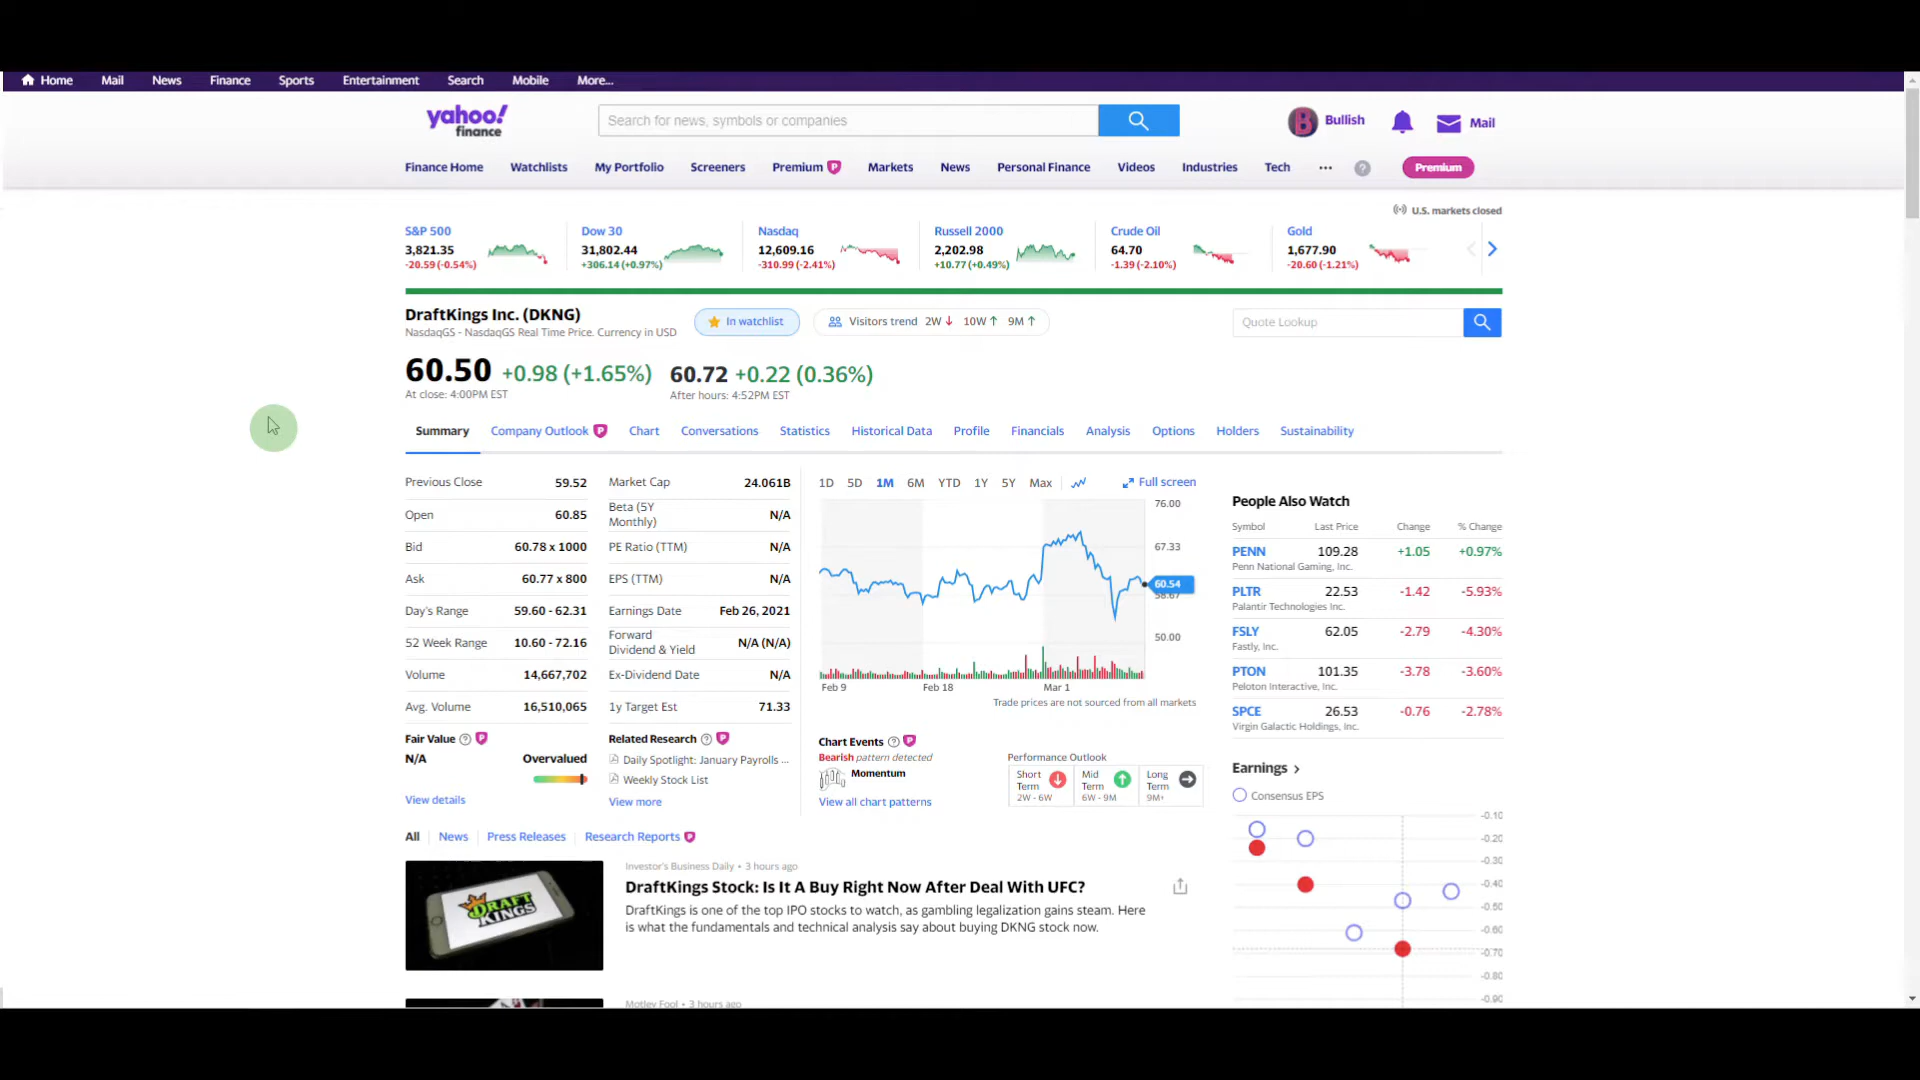 Home Mail News Finance Sports Entertainment Search Mobile More...
yahoo!
finance
Search for news, symbols or companies
B Bullish
Mail
Finance Home Watchlists My Portfolio Screeners Premium P Markets News Personal Finance Videos Industries Tech ··· ? Premium
U.S. markets closed
S&P 500
3,821.35
-20.59 (-0.54%)
Dow 30
31,802.44
+306.14 (+0.97%)
Nasdaq
12,609.16
-310.99 (-2.41%)
Russell 2000
2,202.98
+10.77 (+0.49%)
Crude Oil
64.70
-1.39 (-2.10%)
Gold
1,677.90
-20.60 (-1.21%)
DraftKings Inc. (DKNG)
NasdaqGS - NasdaqGS Real Time Price. Currency in USD
In watchlist
Visitors trend 2W 10W 9M
Quote Lookup
60.50 +0.98 (+1.65%)
At close: 4:00PM EST
60.72 +0.22 (0.36%)
After hours: 4:52PM EST
Summary Company Outlook P Chart Conversations Statistics Historical Data Profile Financials Analysis Options Holders Sustainability
Previous Close 59.52
Open 60.85
Bid 60.78 x 1000
Ask 60.77 x 800
Day's Range 59.60 - 62.31
52 Week Range 10.60 - 72.16
Volume 14,667,702
Avg. Volume 16,510,065
Market Cap 24.061B
Beta (5Y
Monthly) N/A
PE Ratio (TTM) N/A
EPS (TTM) N/A
Earnings Date Feb 26, 2021
Forward
Dividend & Yield N/A (N/A)
Ex-Dividend Date N/A
1y Target Est 71.33
Fair Value ? P
N/A Overvalued
View details
Related Research ? P
Daily Spotlight: January Payrolls ...
Weekly Stock List
View more
1D 5D 1M 6M YTD 1Y 5Y Max
Full screen
76.00
67.33
60.54
58.67
50.00
Feb 9 Feb 18 Mar 1
Trade prices are not sourced from all markets
Chart Events ? P
Bearish pattern detected
Momentum
View all chart patterns
Performance Outlook
Short
Term
2W - 6W
Mid
Term
6W - 9M
Long
Term
9M+
People Also Watch
Symbol Last Price Change % Change
PENN 109.28 +1.05 +0.97%
Penn National Gaming, Inc.
PLTR 22.53 -1.42 -5.93%
Palantir Technologies Inc.
FSLY 62.05 -2.79 -4.30%
Fastly, Inc.
PTON 101.35 -3.78 -3.60%
Peloton Interactive, Inc.
SPCE 26.53 -0.76 -2.78%
Virgin Galactic Holdings, Inc.
Earnings
Consensus EPS
-0.10
-0.20
-0.30
-0.40
-0.50
-0.60
-0.70
-0.80
-0.90
All News Press Releases Research Reports P
DRAFT
KINGS
Investor's Business Daily • 3 hours ago
DraftKings Stock: Is It A Buy Right Now After Deal With UFC?
DraftKings is one of the top IPO stocks to watch, as gambling legalization gains steam. Here
is what the fundamentals and technical analysis say about buying DKNG stock now.
Motley Fool • 3 hours ago